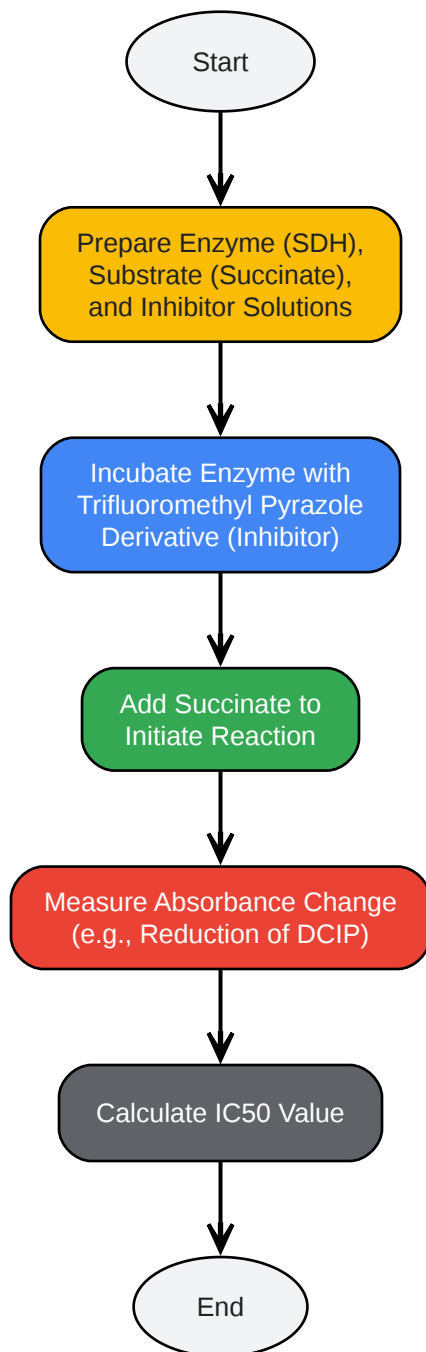 Start
Prepare Enzyme (SDH),
Substrate (Succinate),
and Inhibitor Solutions
Incubate Enzyme with
Trifluoromethyl Pyrazole
Derivative (Inhibitor)
Add Succinate to
Initiate Reaction
Measure Absorbance Change
(e.g., Reduction of DCIP)
Calculate IC50 Value
End